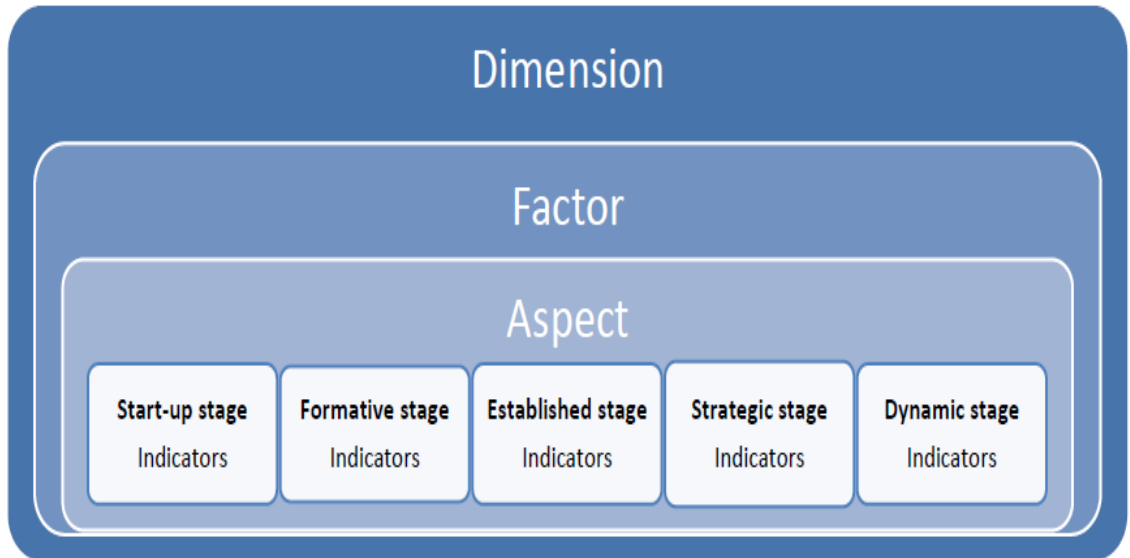 Dimension
Factor
Aspect
Start-up stage
Indicators
Formative stage
Indicators
Established stage
Indicators
Strategic stage
Indicators
Dynamic stage
Indicators